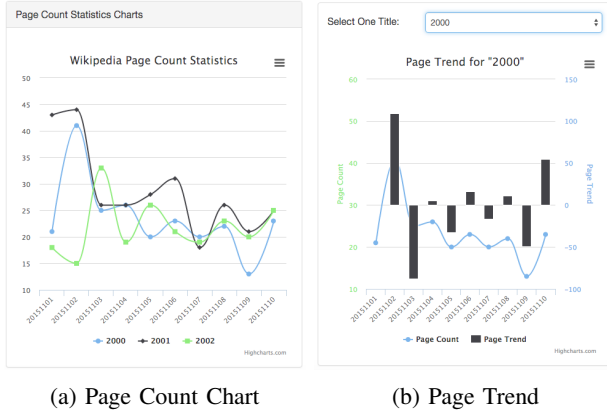 Page Count Statistics Charts
Wikipedia Page Count Statistics
50
45
40
35
30
25
20
15
10
20151101
20151102
20151103
20151104
20151105
20151106
20151107
20151108
20151109
20151110
2000 2001 2002
Highcharts.com
(a) Page Count Chart
Select One Title: 2000
Page Trend for "2000"
60 150
50 100
40 50
30 0
20 −50
10 −100
Page Count
Page Trend
20151101
20151102
20151103
20151104
20151105
20151106
20151107
20151108
20151109
20151110
Page Count Page Trend
Highcharts.com
(b) Page Trend